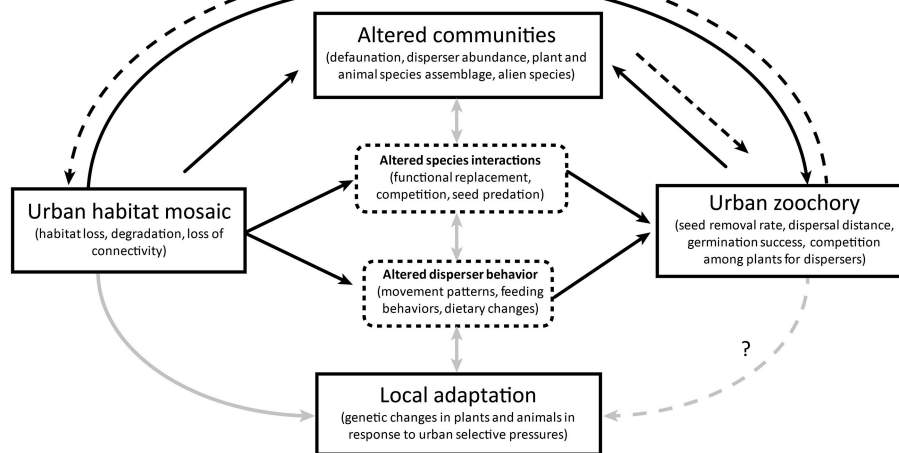 Altered communities
(defaunation, disperser abundance, plant and
animal species assemblage, alien species)
Altered species interactions
(functional replacement,
competition, seed predation)
Urban habitat mosaic
(habitat loss, degradation, loss of
connectivity)
Urban zoochory
(seed removal rate, dispersal distance,
germination success, competition
among plants for dispersers)
Altered disperser behavior
(movement patterns, feeding
behaviors, dietary changes)
?
Local adaptation
(genetic changes in plants and animals in
response to urban selective pressures)